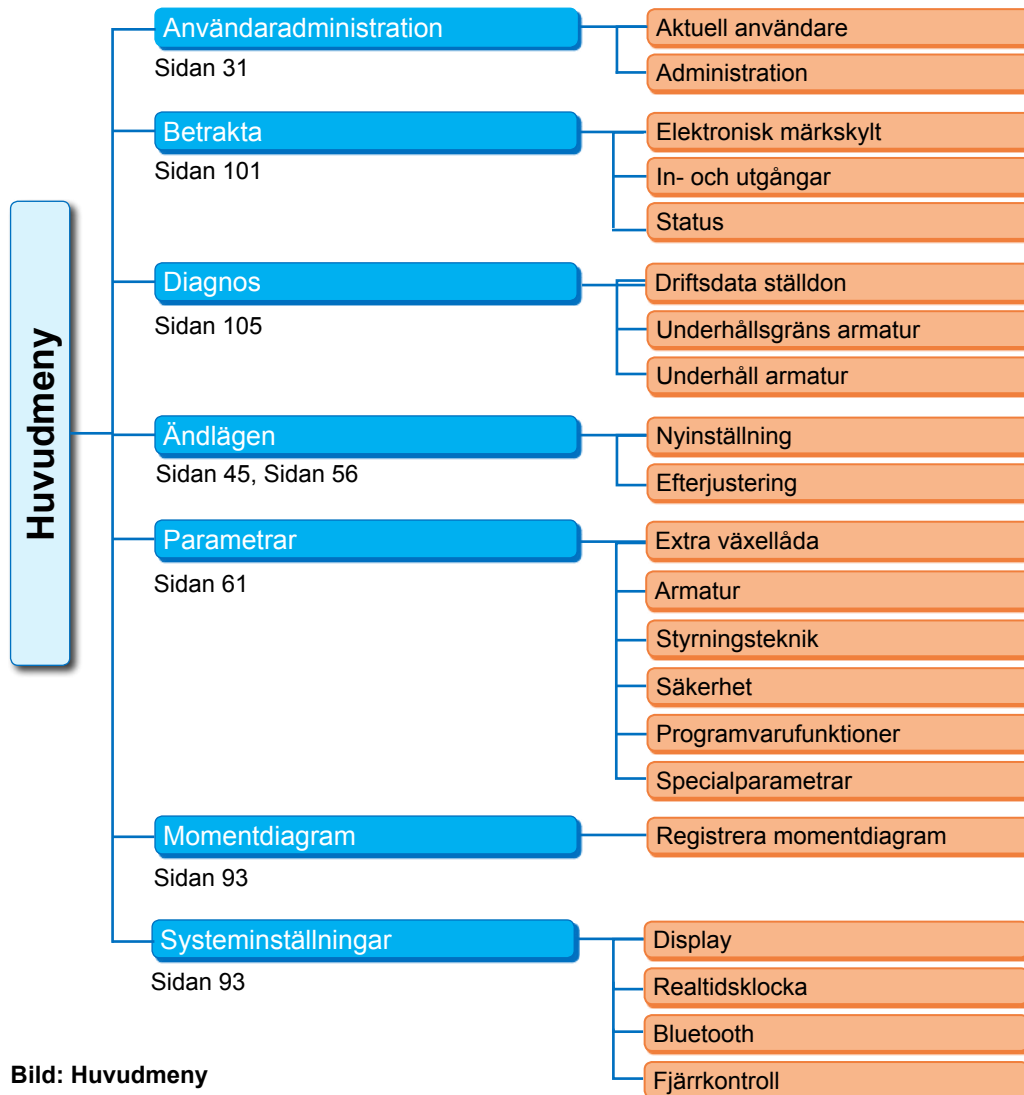 Huvudmeny
Användaradministration
Sidan 31
Aktuell användare
Administration
Betrakta
Sidan 101
Elektronisk märkskylt
In- och utgångar
Status
Diagnos
Sidan 105
Driftsdata ställdon
Underhållsgräns armatur
Underhåll armatur
Ändlägen
Sidan 45, Sidan 56
Nyinställning
Efterjustering
Parametrar
Sidan 61
Extra växellåda
Armatur
Styrningsteknik
Säkerhet
Programvarufunktioner
Specialparametrar
Momentdiagram
Sidan 93
Registrera momentdiagram
Systeminställningar
Sidan 93
Display
Realtidsklocka
Bluetooth
Fjärrkontroll
Bild: Huvudmeny